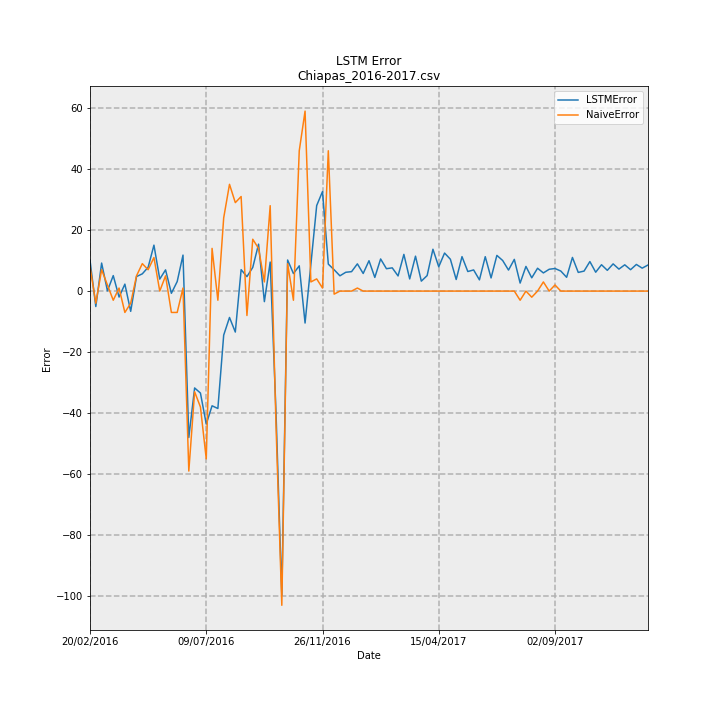 LSTM Error
Chiapas_2016-2017.csv
LSTMError
NaiveError
60
40
20
0
−20
−40
−60
−80
−100
Error
20/02/2016
09/07/2016
26/11/2016
15/04/2017
02/09/2017
Date